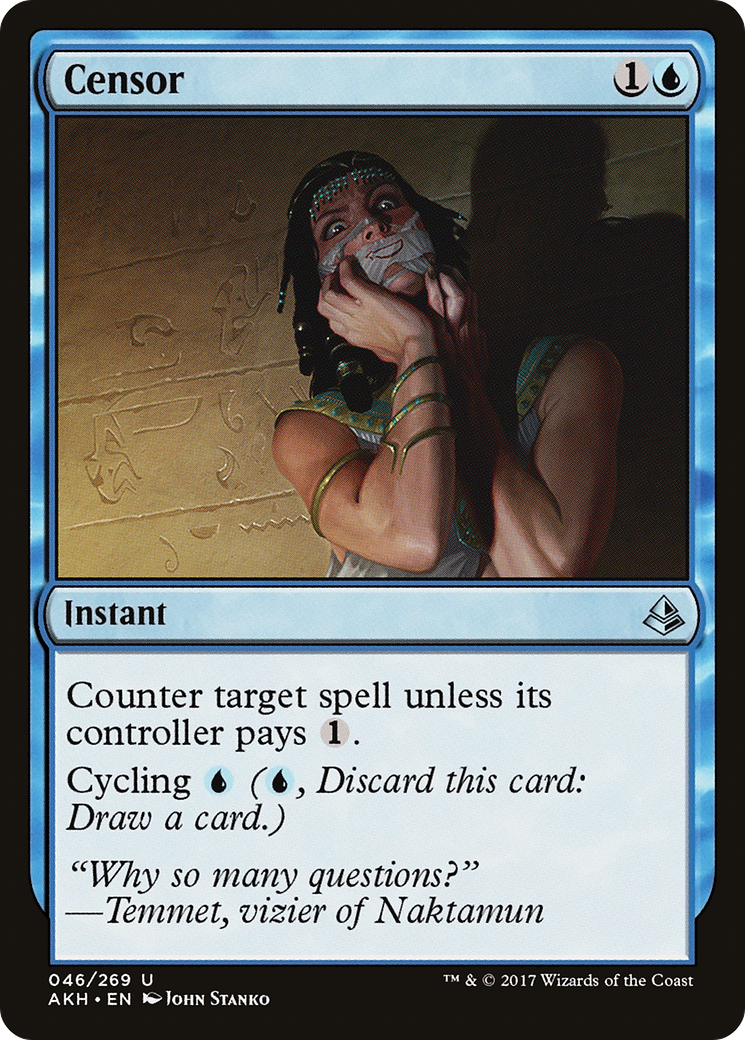 Censor 1
Instant
Counter target spell unless its
controller pays 1.
Cycling (, Discard this card:
Draw a card.)
“Why so many questions?”
—Temmet, vizier of Naktamun
046/269 U
™ & © 2017 Wizards of the Coast
AKH • EN John Stanko